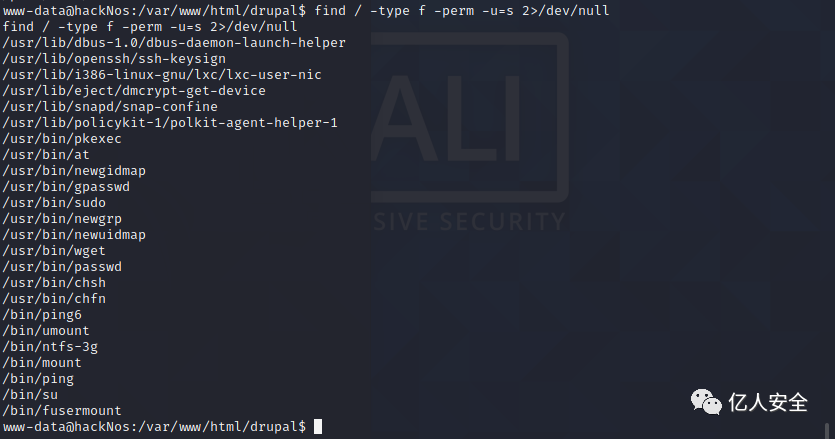 www-data@hackNos:/var/www/html/drupal$ find / -type f -perm -u=s 2>/dev/null
find / -type f -perm -u=s 2>/dev/null
/usr/lib/dbus-1.0/dbus-daemon-launch-helper
/usr/lib/openssh/ssh-keysign
/usr/lib/i386-linux-gnu/lxc/lxc-user-nic
/usr/lib/eject/dmcrypt-get-device
/usr/lib/snapd/snap-confine
/usr/lib/policykit-1/polkit-agent-helper-1
/usr/bin/pkexec
/usr/bin/at
/usr/bin/newgidmap
/usr/bin/gpasswd
/usr/bin/sudo
/usr/bin/newgrp
/usr/bin/newuidmap
/usr/bin/wget
/usr/bin/passwd
/usr/bin/chsh
/usr/bin/chfn
/bin/ping6
/bin/umount
/bin/ntfs-3g
/bin/mount
/bin/ping
/bin/su
/bin/fusermount
www-data@hackNos:/var/www/html/drupal$
ALI
SIVE SECURITY
亿人安全